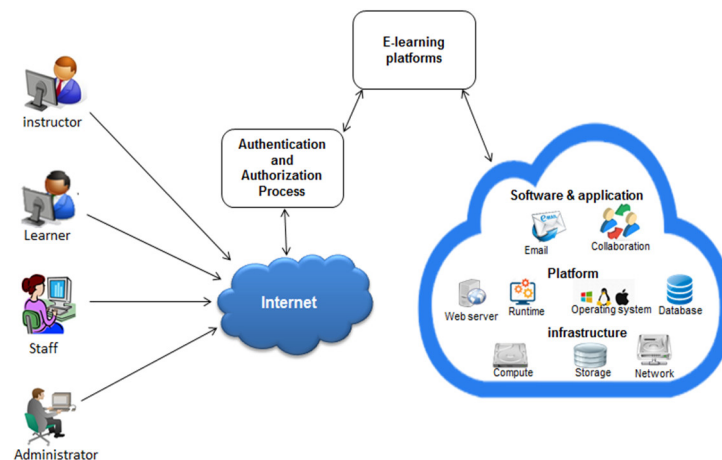 E-learning
platforms
instructor
Authentication
and
Authorization
Process
Learner
Internet
Staff
Administrator
Software & application
Email
Collaboration
Platform
Web server
Runtime
Operating system
Database
infrastructure
Compute
Storage
Network